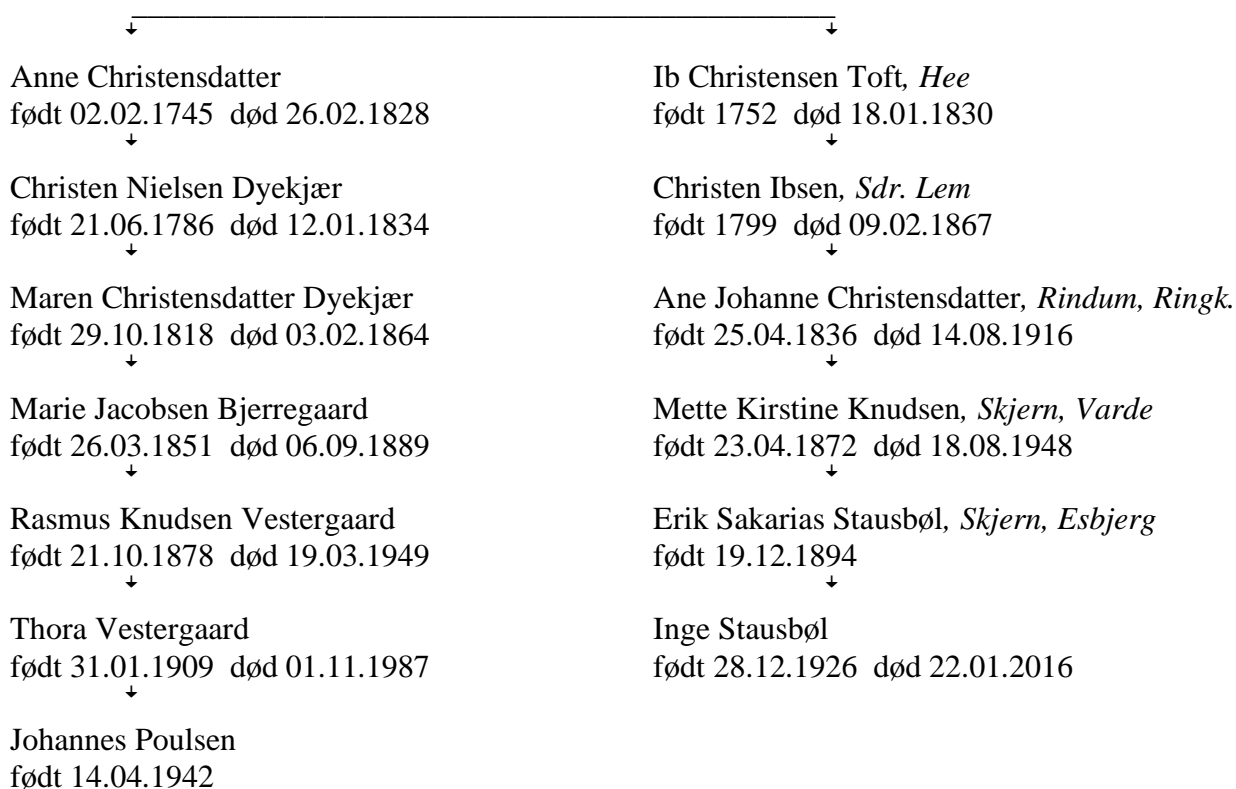 Anne Christensdatter
født 02.02.1745 død 26.02.1828
Christen Nielsen Dyekjær
født 21.06.1786 død 12.01.1834
Maren Christensdatter Dyekjær
født 29.10.1818 død 03.02.1864
Marie Jacobsen Bjerregaard
født 26.03.1851 død 06.09.1889
Rasmus Knudsen Vestergaard
født 21.10.1878 død 19.03.1949
Thora Vestergaard
født 31.01.1909 død 01.11.1987
Johannes Poulsen
født 14.04.1942
Ib Christensen Toft, Hee
født 1752 død 18.01.1830
Christen Ibsen, Sdr. Lem
født 1799 død 09.02.1867
Ane Johanne Christensdatter, Rindum, Ringk.
født 25.04.1836 død 14.08.1916
Mette Kirstine Knudsen, Skjern, Varde
født 23.04.1872 død 18.08.1948
Erik Sakarias Stausbøl, Skjern, Esbjerg
født 19.12.1894
Inge Stausbøl
født 28.12.1926 død 22.01.2016